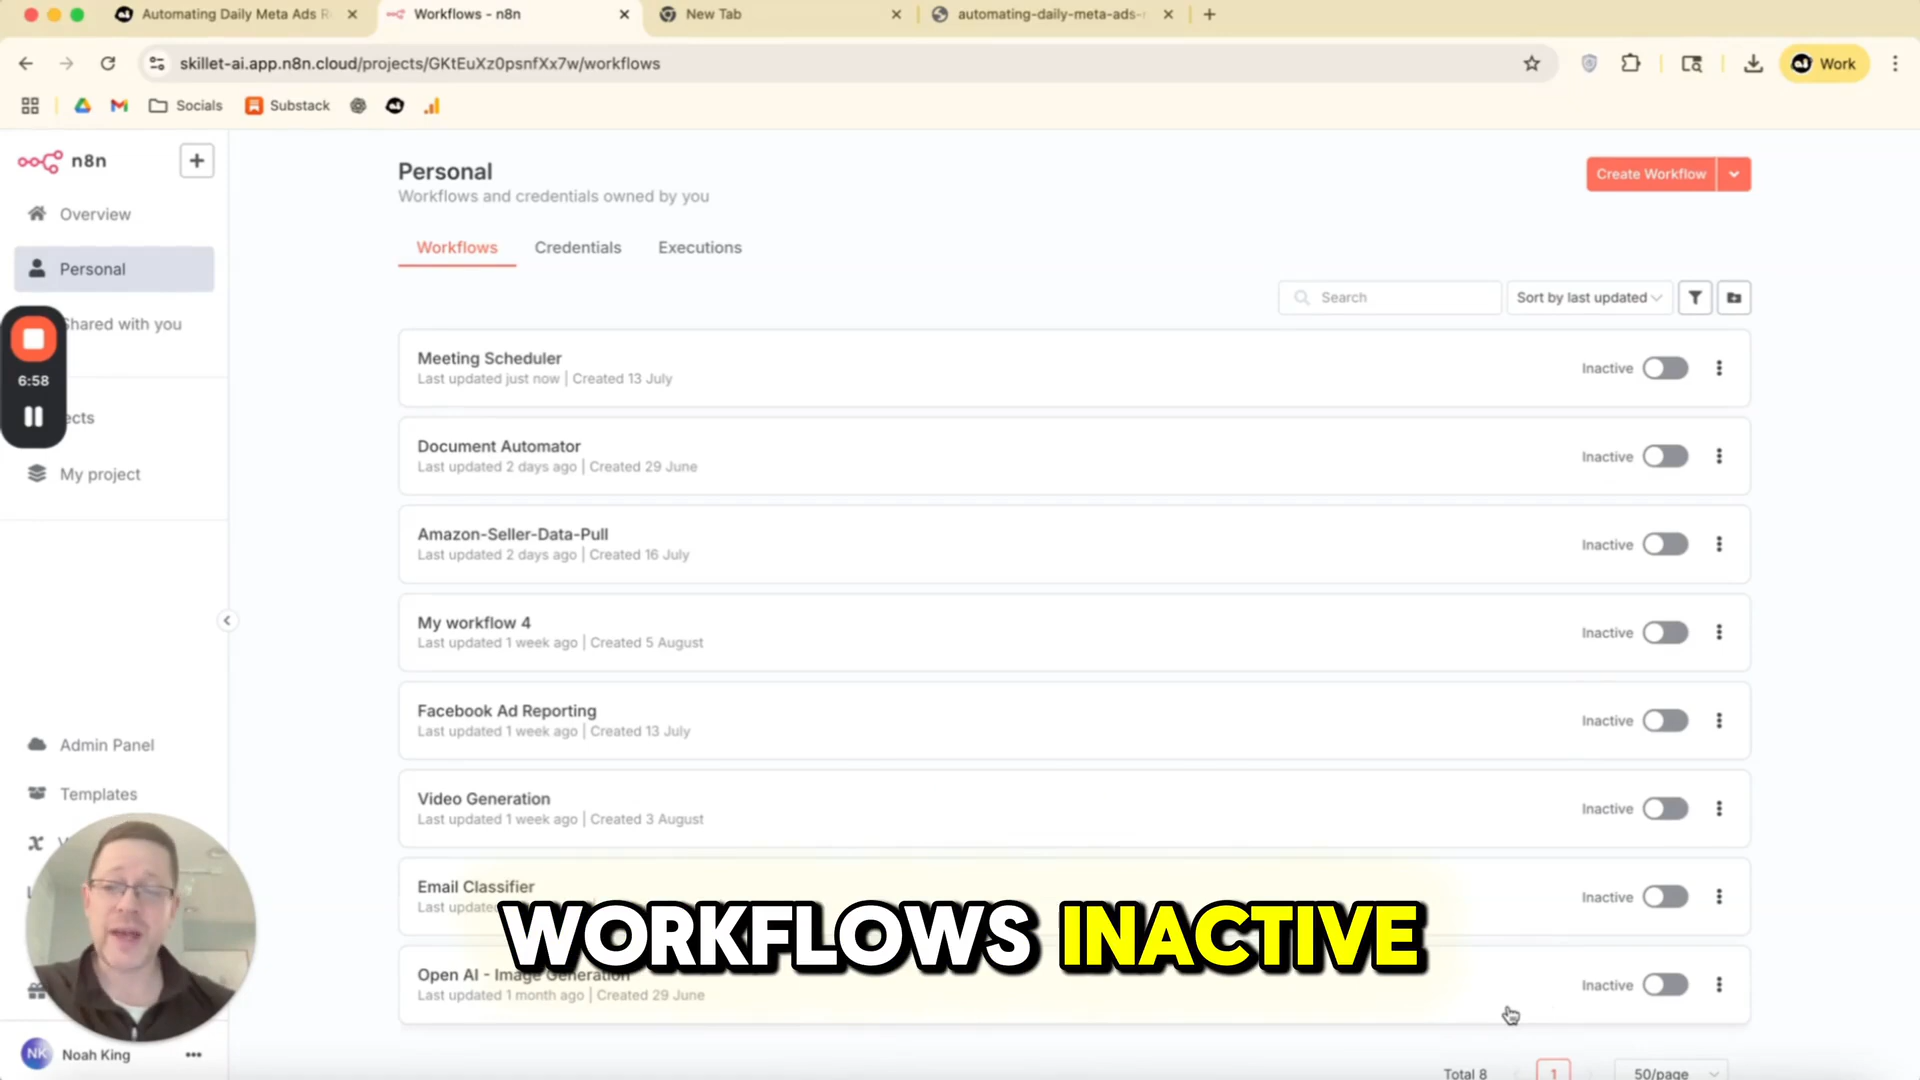 Automating Daily Meta Ads R
Workflows - n8n
New Tab
automating-daily-meta-ads-
skillet-ai.app.n8n.cloud/projects/GKtEuXz0psnfXx7w/workflows
Work
Socials
Substack
n8n
Overview
Personal
Shared with you
6:58
ects
My project
Admin Panel
Templates
NK
Noah King
Personal
Workflows and credentials owned by you
Create Workflow
Workflows
Credentials
Executions
Search
Sort by last updated
Meeting Scheduler
Last updated just now | Created 13 July
Inactive
Document Automator
Last updated 2 days ago | Created 29 June
Inactive
Amazon-Seller-Data-Pull
Last updated 2 days ago | Created 16 July
Inactive
My workflow 4
Last updated 1 week ago | Created 5 August
Inactive
Facebook Ad Reporting
Last updated 1 week ago | Created 13 July
Inactive
Video Generation
Last updated 1 week ago | Created 3 August
Inactive
Email Classifier
Last updated
Inactive
WORKFLOWS INACTIVE
Open AI - Image Generation
Last updated 1 month ago | Created 29 June
Inactive
Total 8
1
50/page